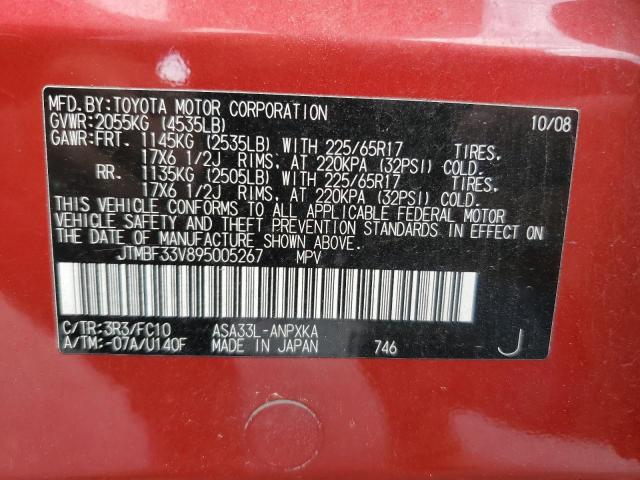 MFD.BY:TOYOTA MOTOR CORPORATION 10/08
GVWR:2055KG (4535LB)
GAWR:FRT. 1145KG (2535LB) WITH 225/65R17 TIRES,
17X6 1/2J RIMS, AT 220KPA (32PSI) COLD.
RR. 1135KG (2505LB) WITH 225/65R17 TIRES,
17X6 1/2J RIMS, AT 220KPA (32PSI) COLD.
THIS VEHICLE CONFORMS TO ALL APPLICABLE FEDERAL MOTOR
VEHICLE SAFETY AND THEFT PREVENTION STANDARDS IN EFFECT ON
THE DATE OF MANUFACTURE SHOWN ABOVE.
JTMBF33V895005267 MPV
C/TR:3R3/FC10 ASA33L-ANPXKA
A/TM:-07A/U140F MADE IN JAPAN 746 J